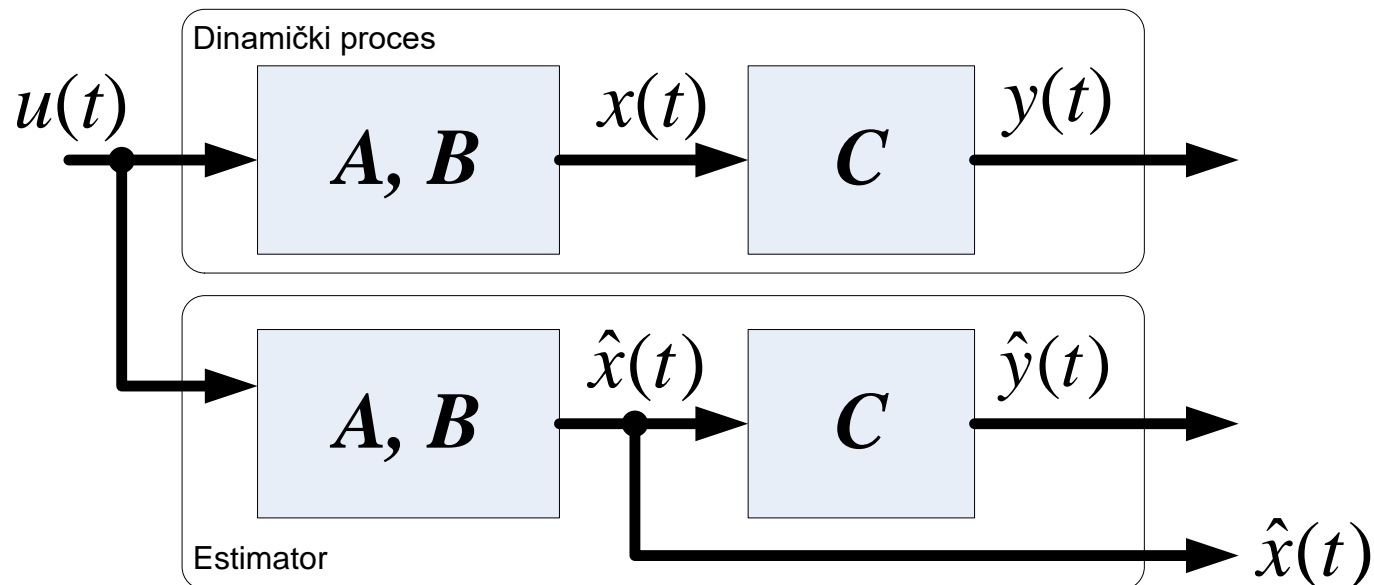 Dinamički proces
u(t)
A, B
x(t)
C
y(t)
A, B
x̂(t)
C
ŷ(t)
Estimator
x̂(t)